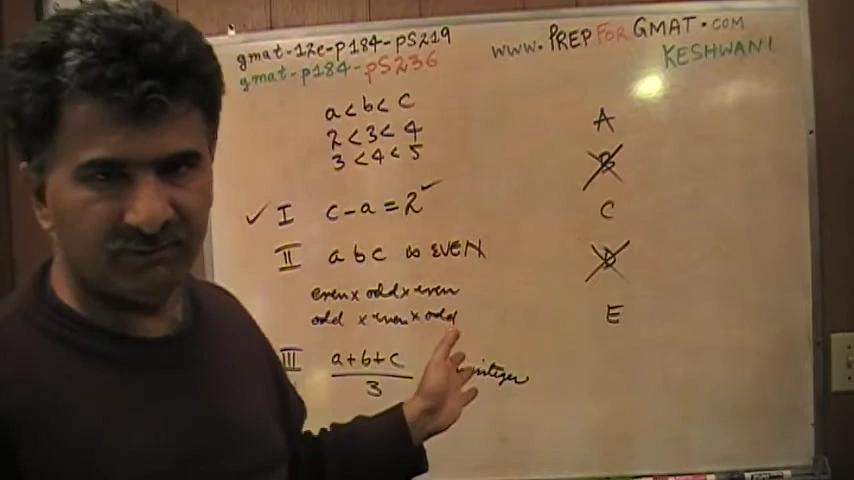 gmat-12e-p184-PS219
gmat-p184-PS236
www.PREPFORGMAT.COM
KESHWANI
a<b<c
2<3<4
3<4<5
✓ I c-a=2 ✓
II abc is EVEN
even x odd x even
odd x even x odd
III a+b+c
3
integer
A
B
C
D
E